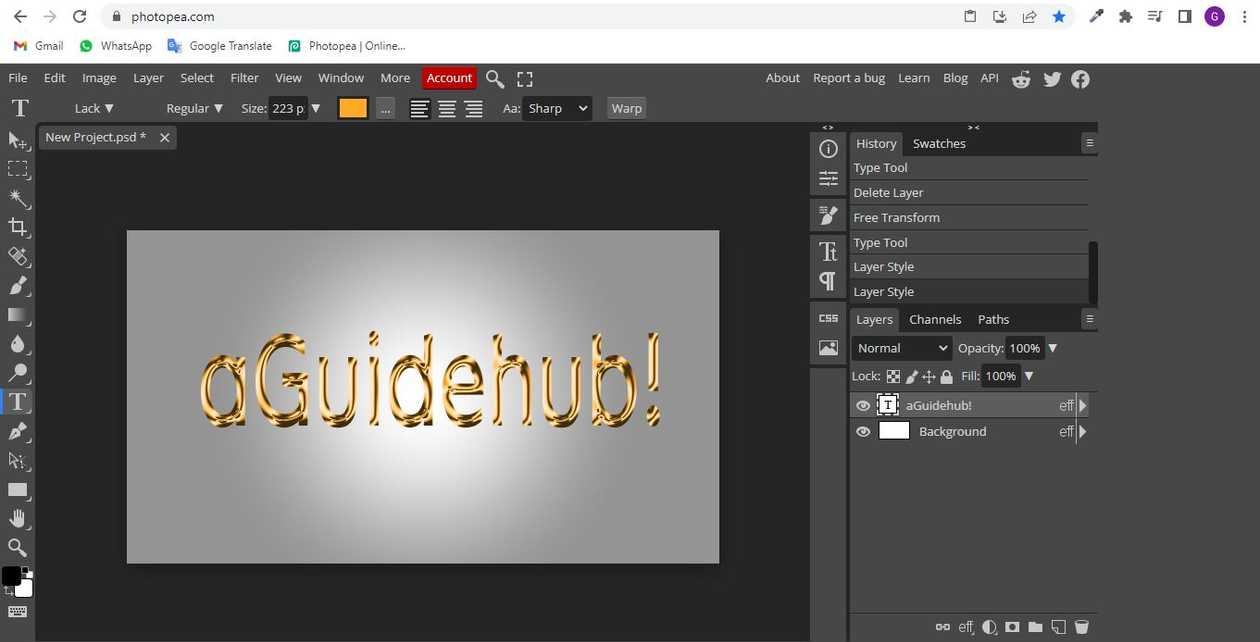 photopea.com
G
Gmail WhatsApp Google Translate Photopea | Online...
File Edit Image Layer Select Filter View Window More Account About Report a bug Learn Blog API
T Lack ▼ Regular ▼ Size: 223 p ▼ ... Aa: Sharp Warp
New Project.psd *
History Swatches
Type Tool
Delete Layer
Free Transform
Type Tool
Layer Style
Layer Style
CSS
Layers Channels Paths
Normal Opacity: 100% ▼
Lock: Fill: 100% ▼
T aGuidehub! eff
Background eff
aGuidehub!
eff